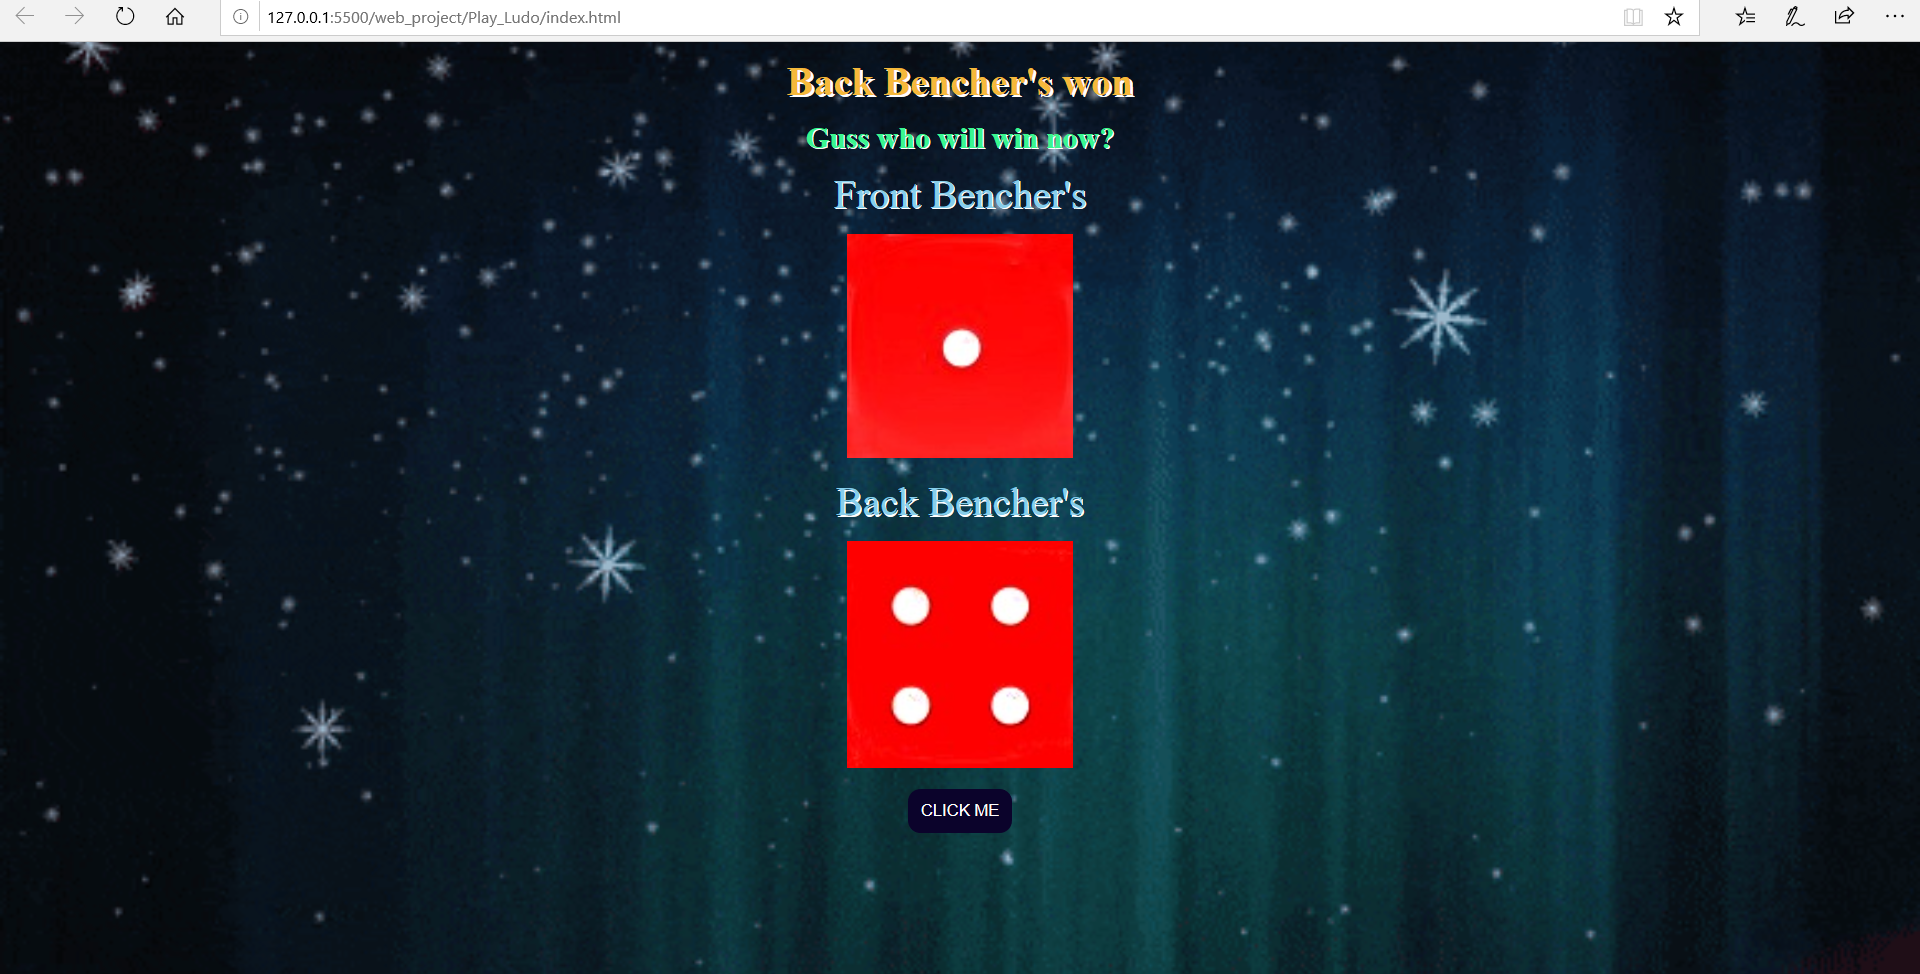 127.0.0.1:5500/web_project/Play_Ludo/index.html
Back Bencher's won
Guss who will win now?
Front Bencher's
Back Bencher's
CLICK ME